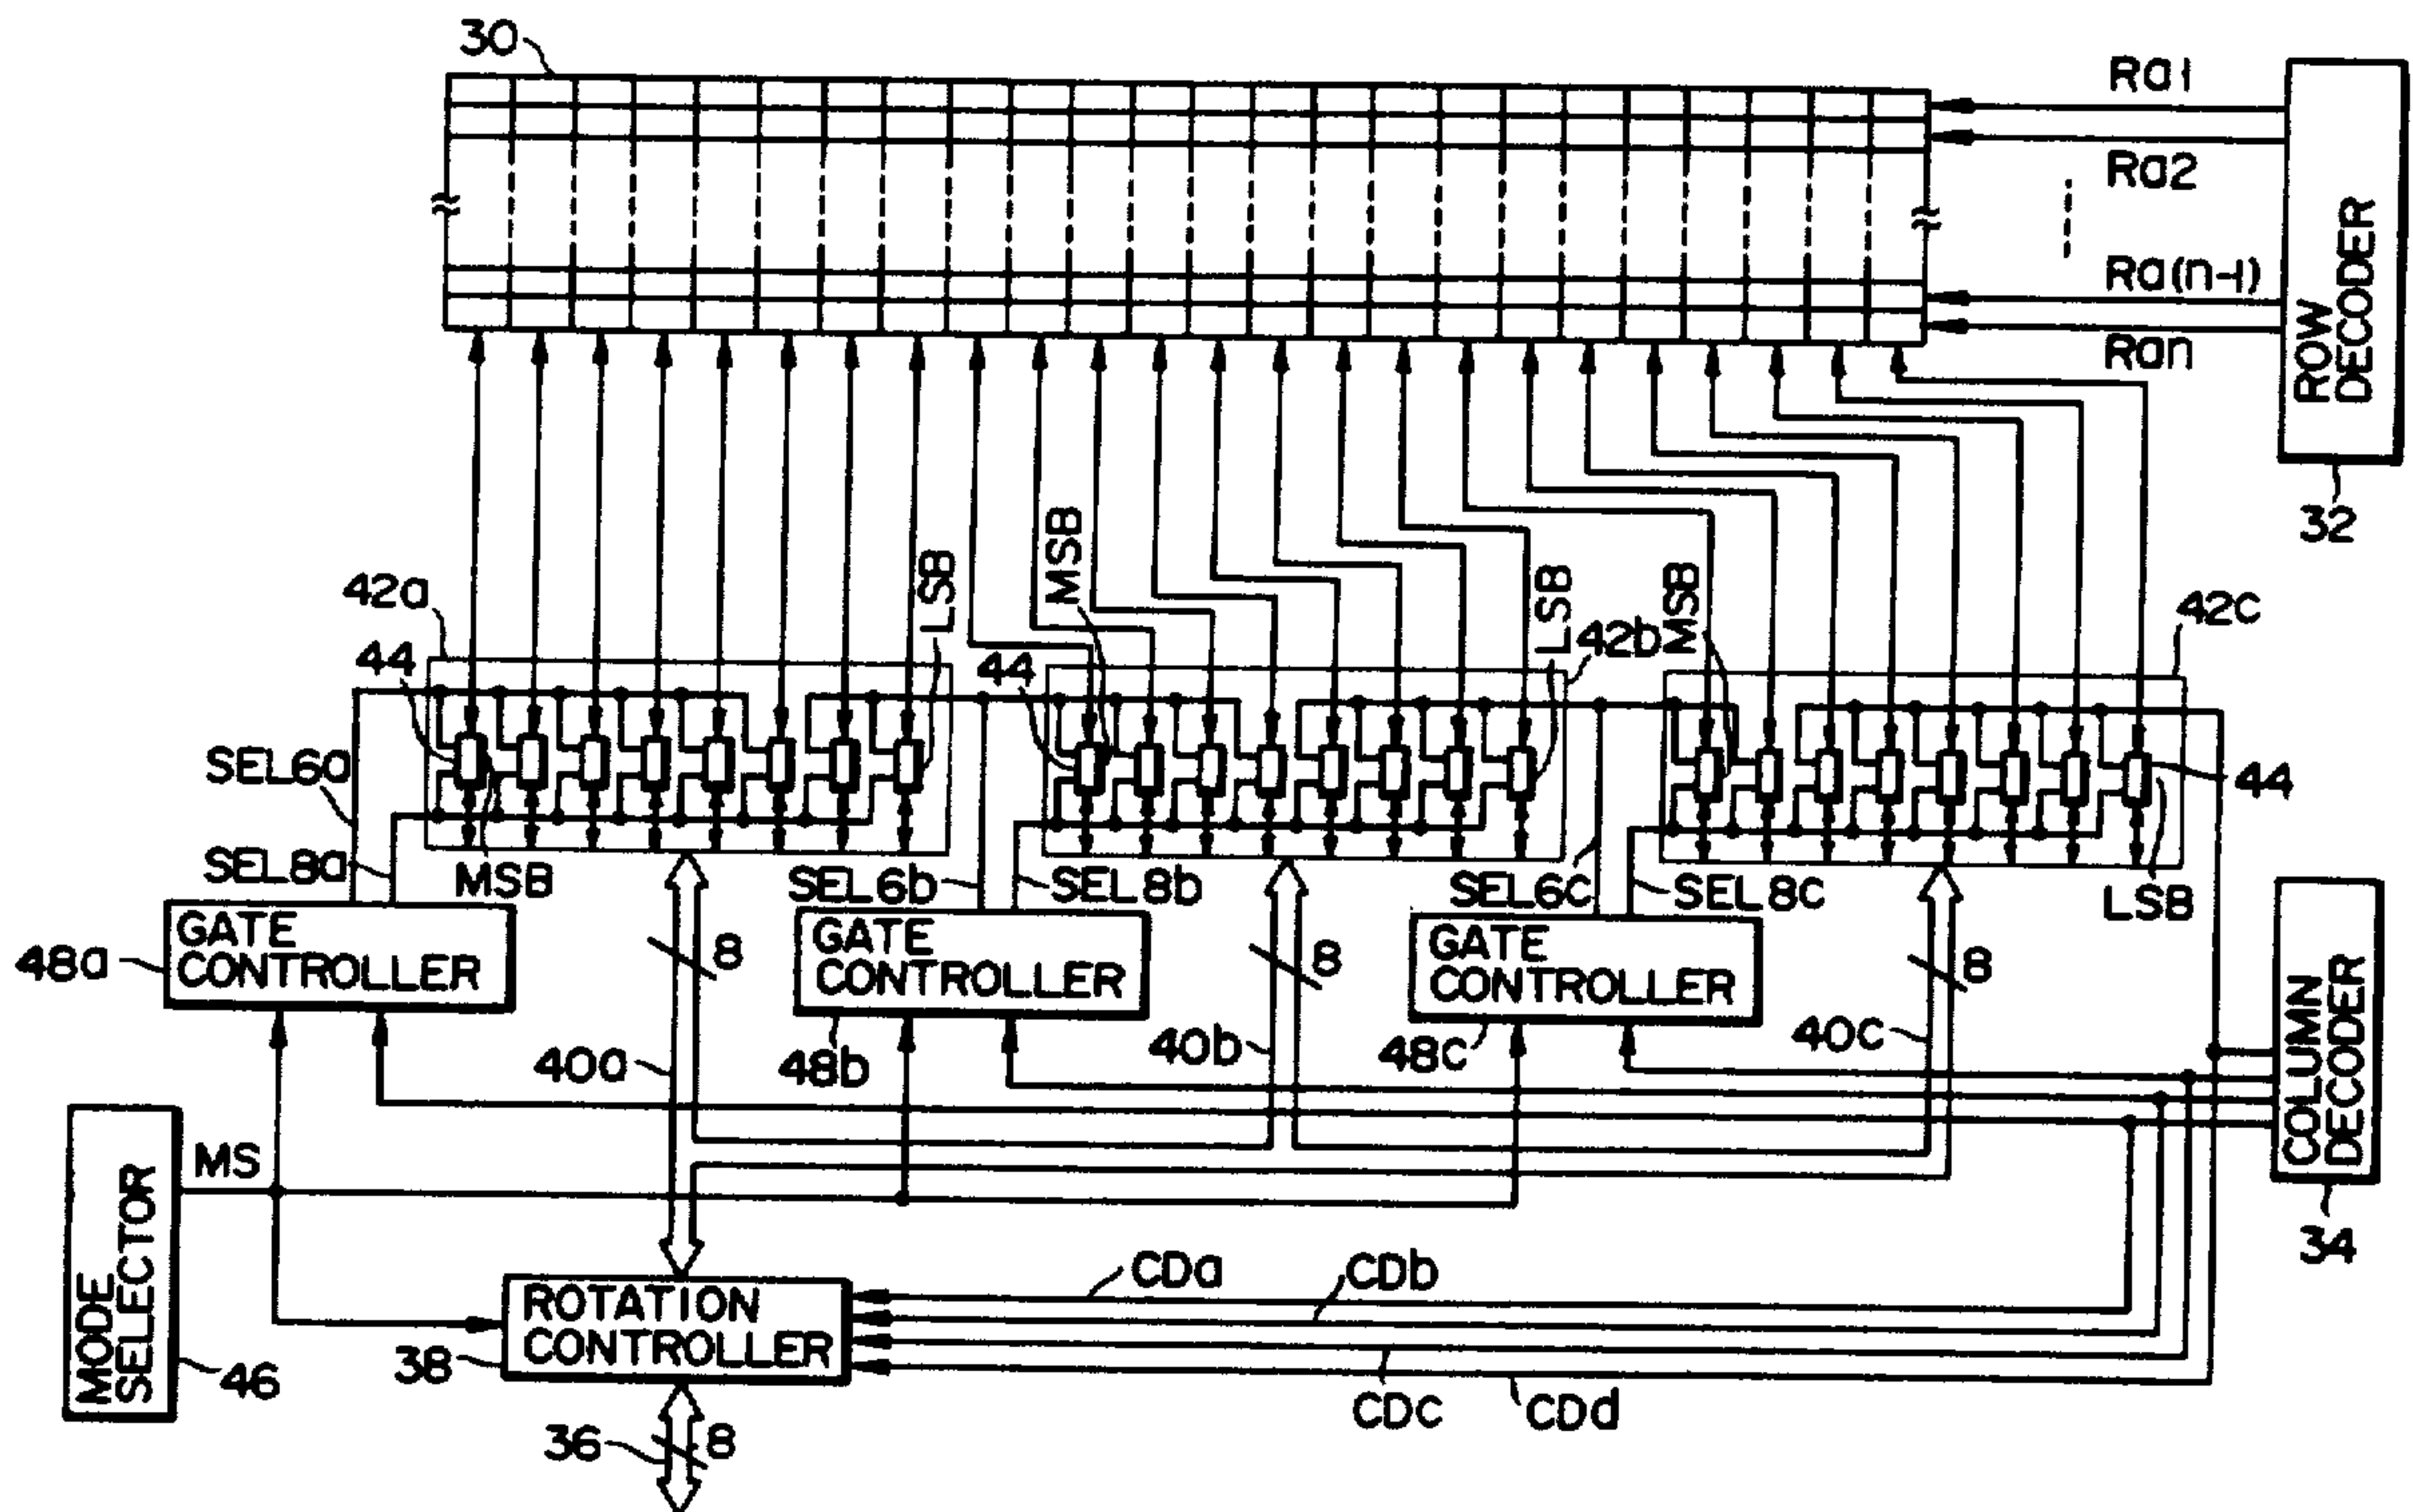 30
Ra1
Ra2
Ra(n-1)
Ran
ROW
DECODER
32
42a
44
LSB
MSB
44
LSB
42b
MSB
42c
44
SEL6a
SEL8a
MSB
SEL6b
SEL8b
SEL6c
SEL8c
LSB
GATE
CONTROLLER
48a
8
GATE
CONTROLLER
48b
8
GATE
CONTROLLER
48c
8
40a
40b
40c
COLUMN
DECODER
34
MODE
SELECTOR
46
MS
ROTATION
CONTROLLER
38
CDa
CDb
CDc
CDd
36
8